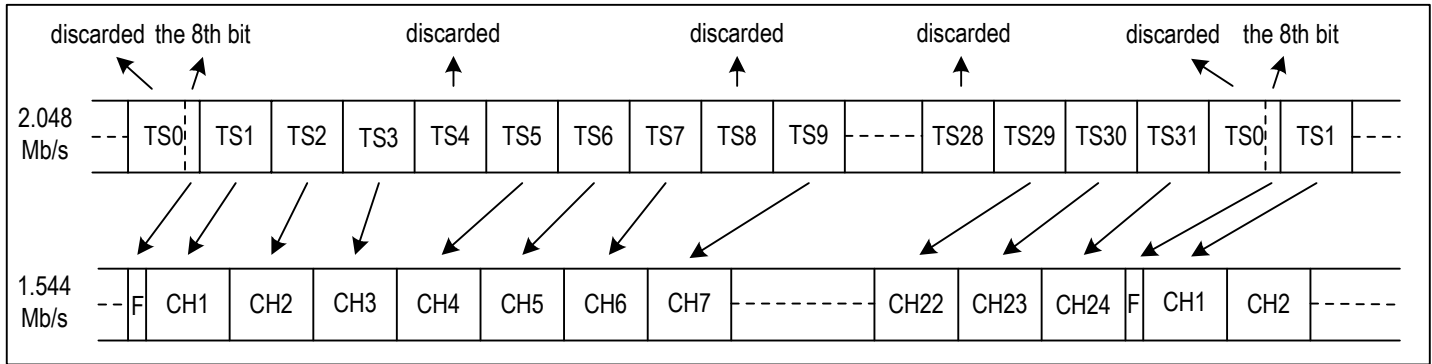 discarded the 8th bit discarded discarded discarded discarded the 8th bit
2.048 Mb/s TS0 TS1 TS2 TS3 TS4 TS5 TS6 TS7 TS8 TS9 TS28 TS29 TS30 TS31 TS0 TS1
1.544 Mb/s F CH1 CH2 CH3 CH4 CH5 CH6 CH7 CH22 CH23 CH24 F CH1 CH2